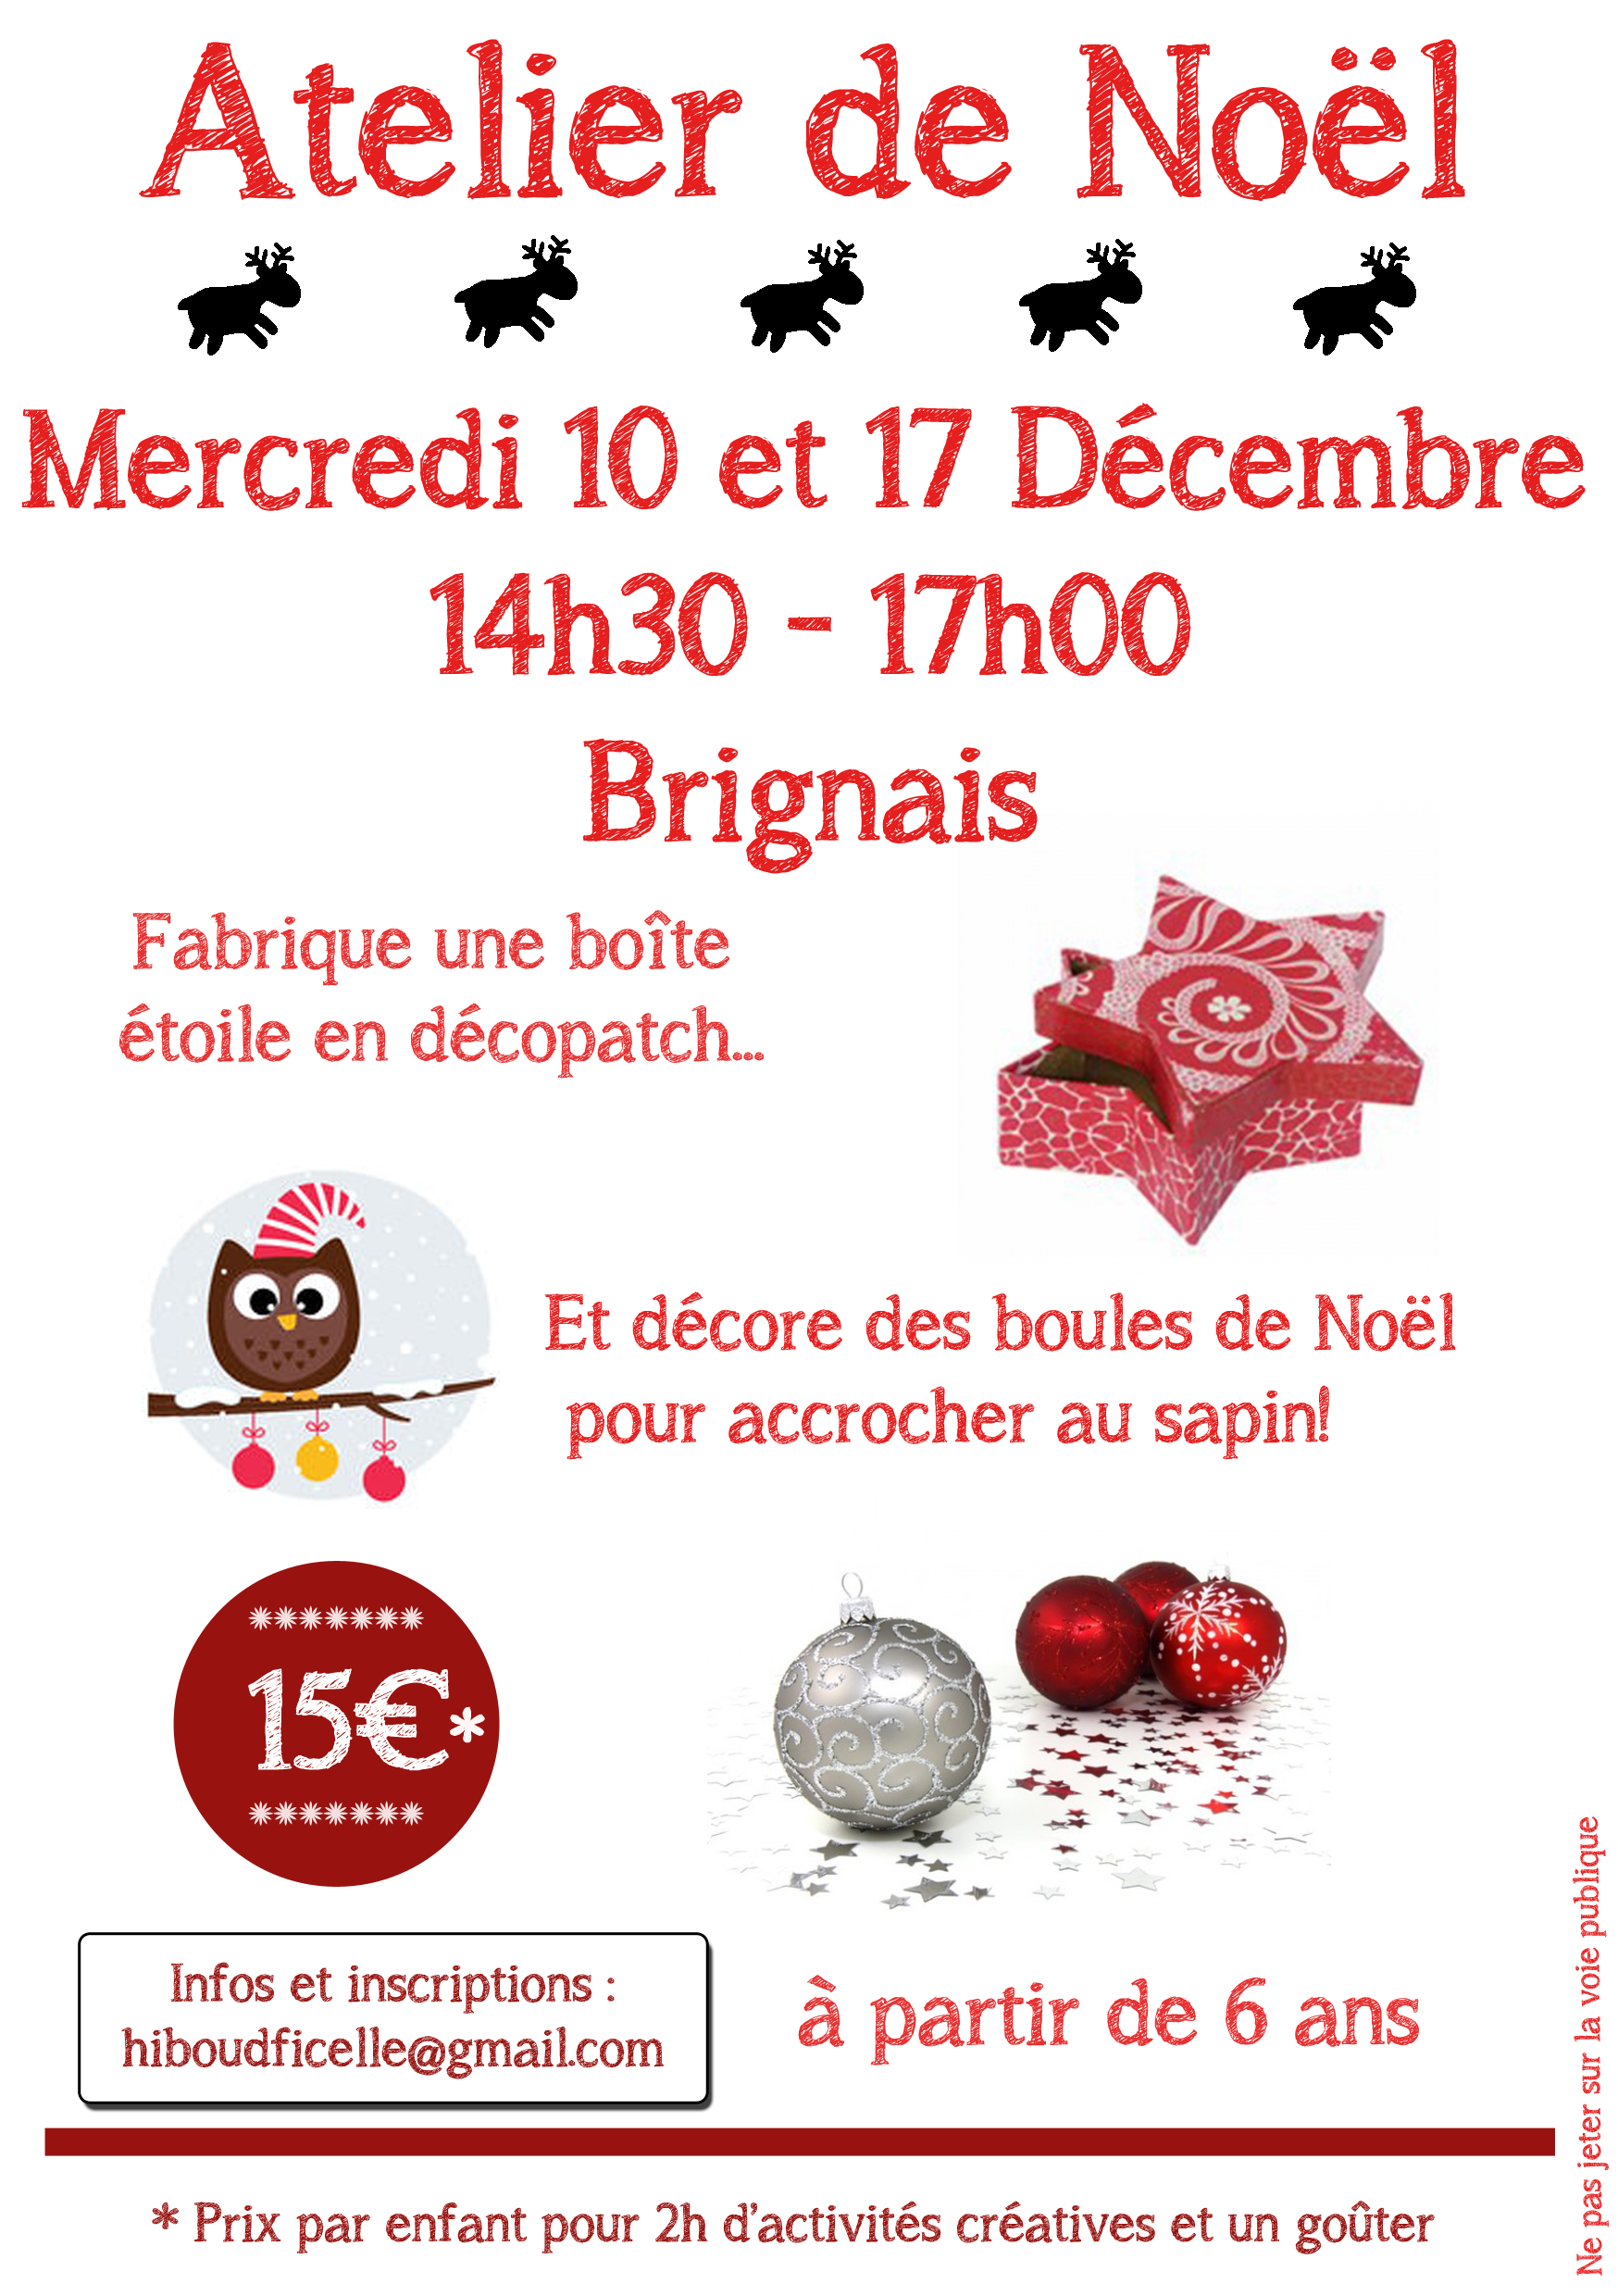 Atelier de Noël
Mercredi 10 et 17 Décembre
14h30 - 17h00
Brignais
Fabrique une boîte
étoile en décopatch...
Et décore des boules de Noël
pour accrocher au sapin!
15€*
Infos et inscriptions :
hiboudficelle@gmail.com
à partir de 6 ans
* Prix par enfant pour 2h d'activités créatives et un goûter
Ne pas jeter sur la voie publique